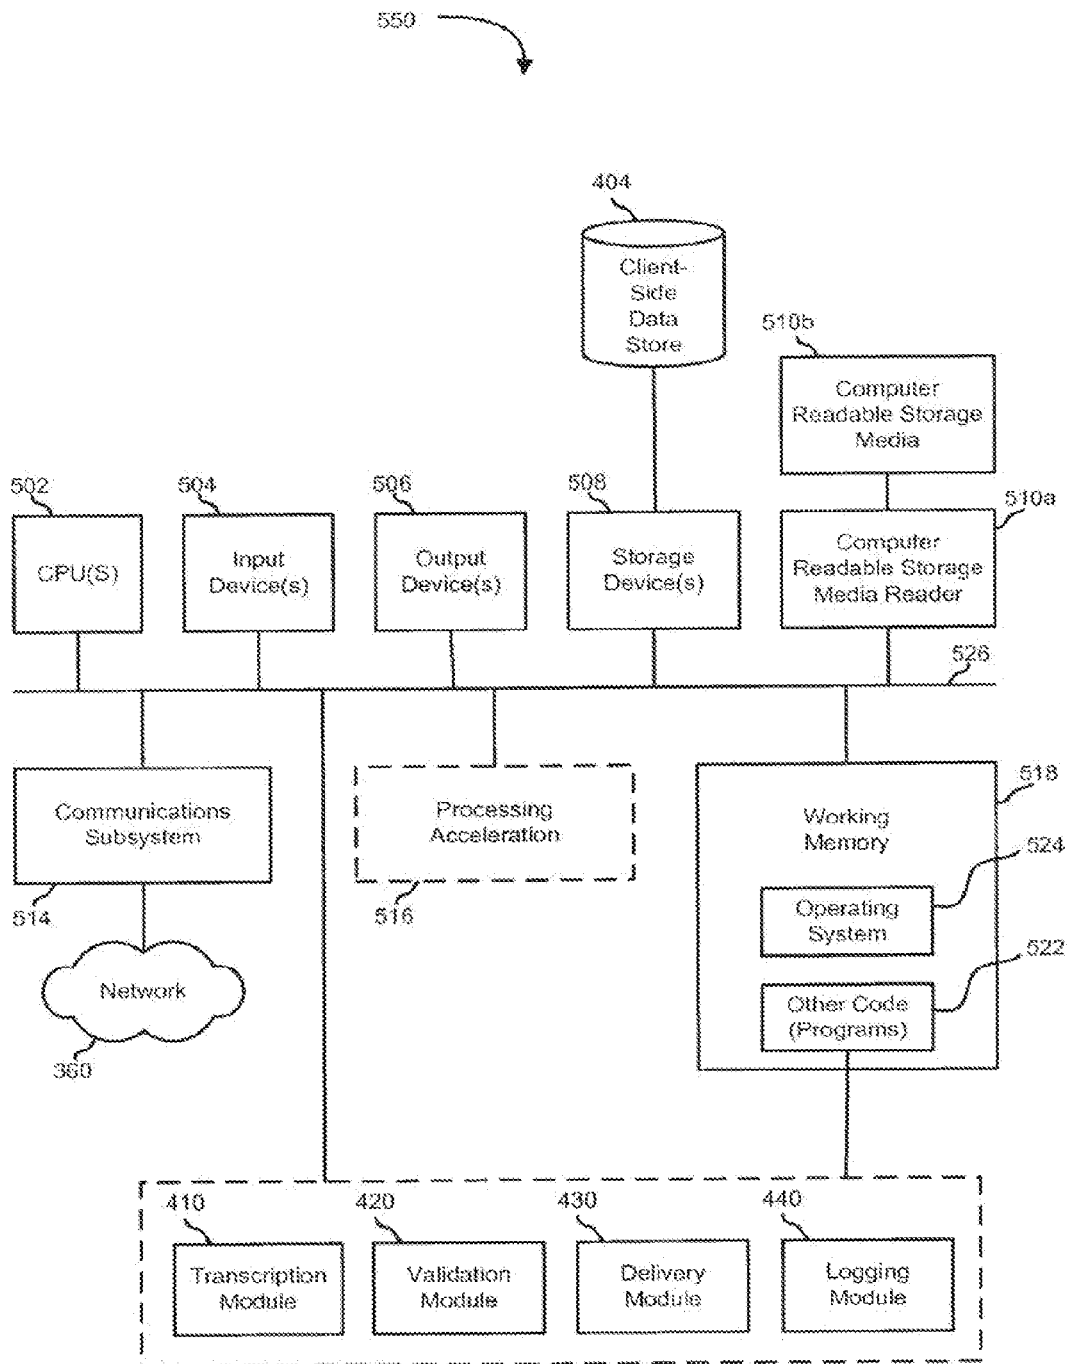 550
404
Client-
Side
Data
Store
510b
Computer
Readable Storage
Media
502
504
506
508
510a
CPU(S)
Input
Device(s)
Output
Device(s)
Storage
Device(s)
Computer
Readable Storage
Media Reader
526
Communications
Subsystem
514
Processing
Acceleration
516
Working
Memory
518
524
Operating
System
522
Other Code
(Programs)
Network
360
410
420
430
440
Transcription
Module
Validation
Module
Delivery
Module
Logging
Module